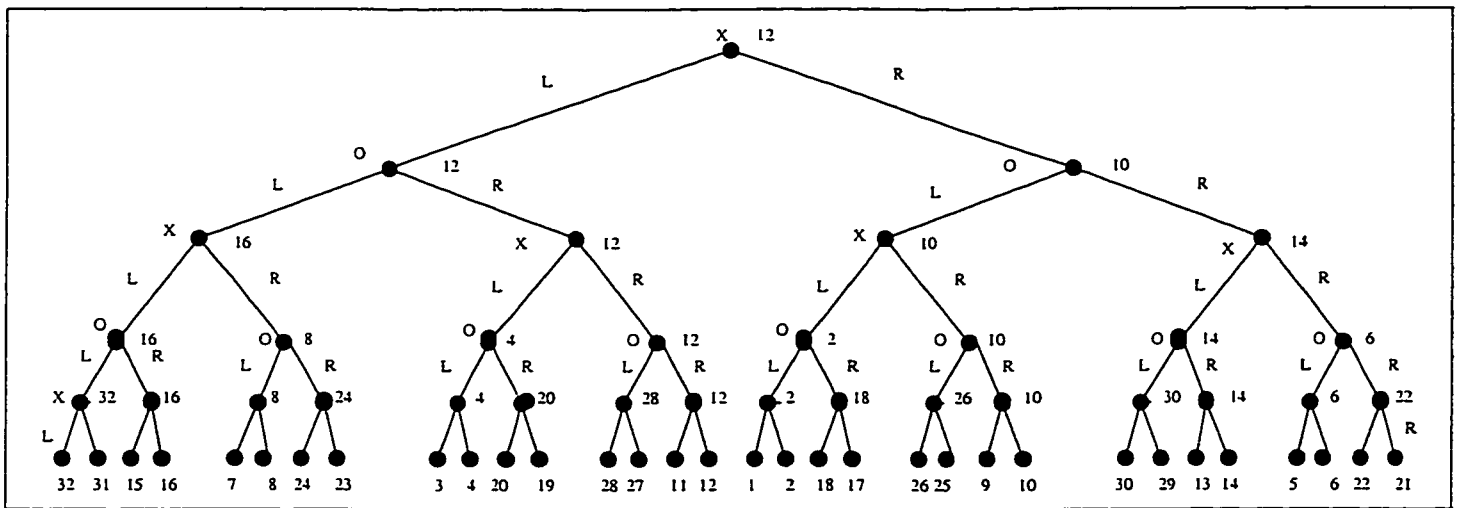 X 12
L R
O 12 O 10
L R L R
X 16 X 12 X 10 X 14
L R L R L R L R
O 16 O 8 O 4 O 12 O 2 O 10 O 14 O 6
L R L R L R L R L R L R L R L R
X 32 16 8 24 4 20 28 12 2 18 26 10 30 14 6 22
L R
32 31 15 16 7 8 24 23 3 4 20 19 28 27 11 12 1 2 18 17 26 25 9 10 30 29 13 14 5 6 22 21